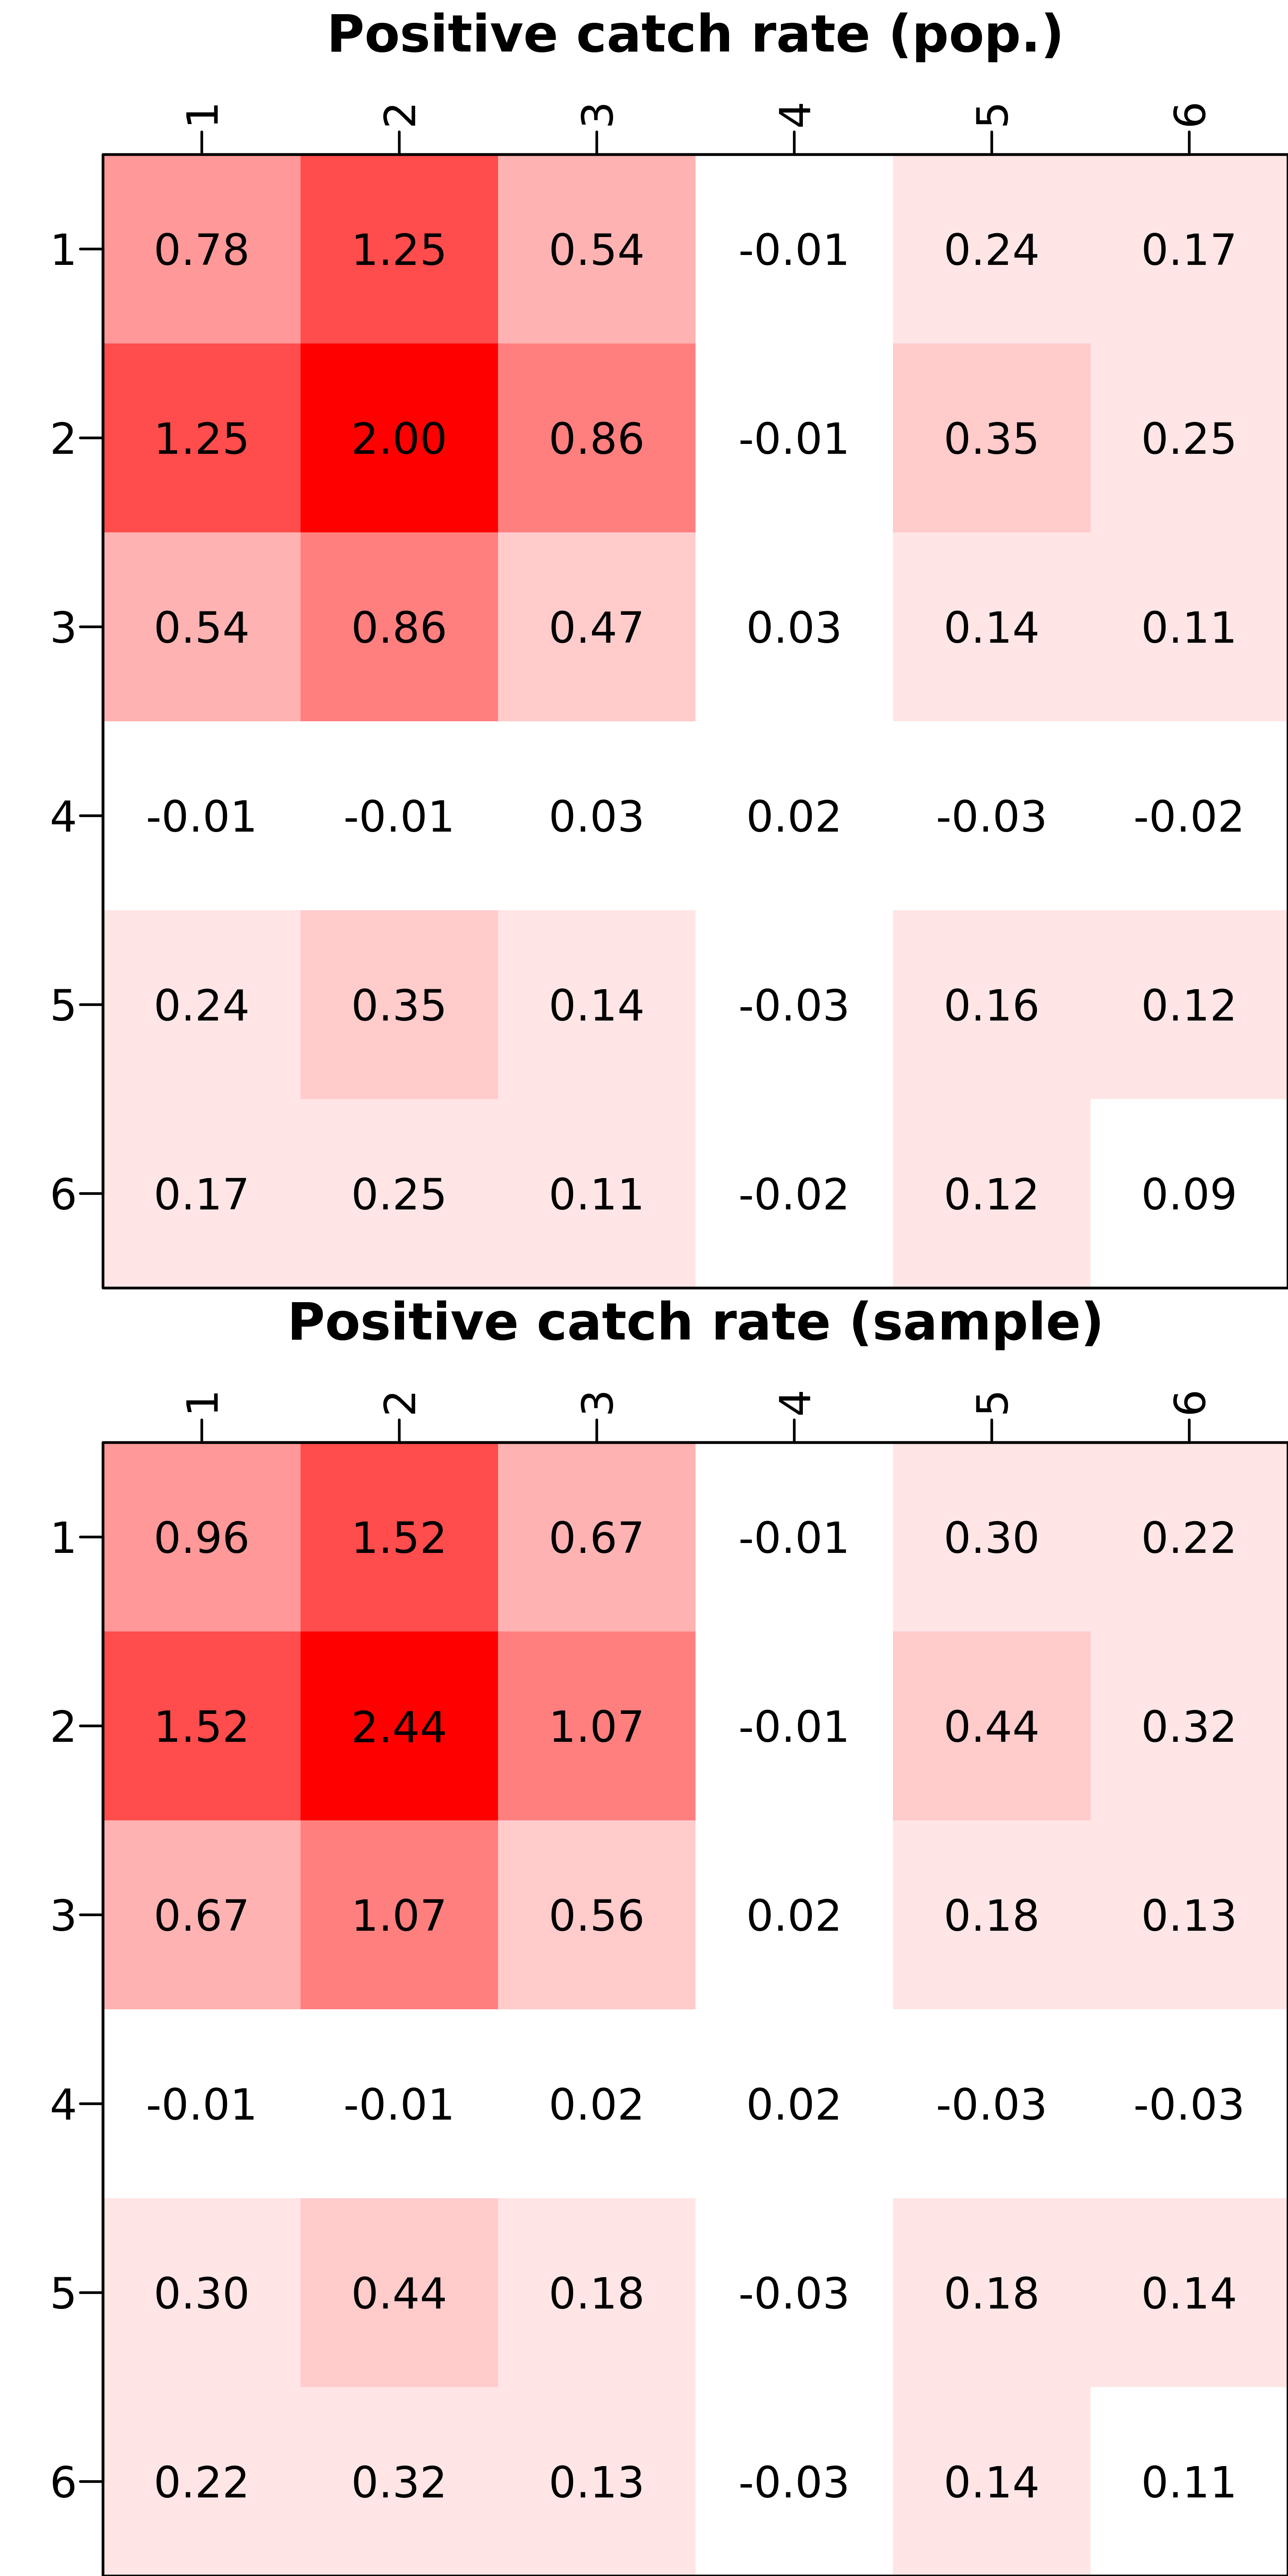 Positive catch rate (pop.)
1 2 3 4 5 6
1 0.78 1.25 0.54 -0.01 0.24 0.17
2 1.25 2.00 0.86 -0.01 0.35 0.25
3 0.54 0.86 0.47 0.03 0.14 0.11
4 -0.01 -0.01 0.03 0.02 -0.03 -0.02
5 0.24 0.35 0.14 -0.03 0.16 0.12
6 0.17 0.25 0.11 -0.02 0.12 0.09
Positive catch rate (sample)
1 2 3 4 5 6
1 0.96 1.52 0.67 -0.01 0.30 0.22
2 1.52 2.44 1.07 -0.01 0.44 0.32
3 0.67 1.07 0.56 0.02 0.18 0.13
4 -0.01 -0.01 0.02 0.02 -0.03 -0.03
5 0.30 0.44 0.18 -0.03 0.18 0.14
6 0.22 0.32 0.13 -0.03 0.14 0.11